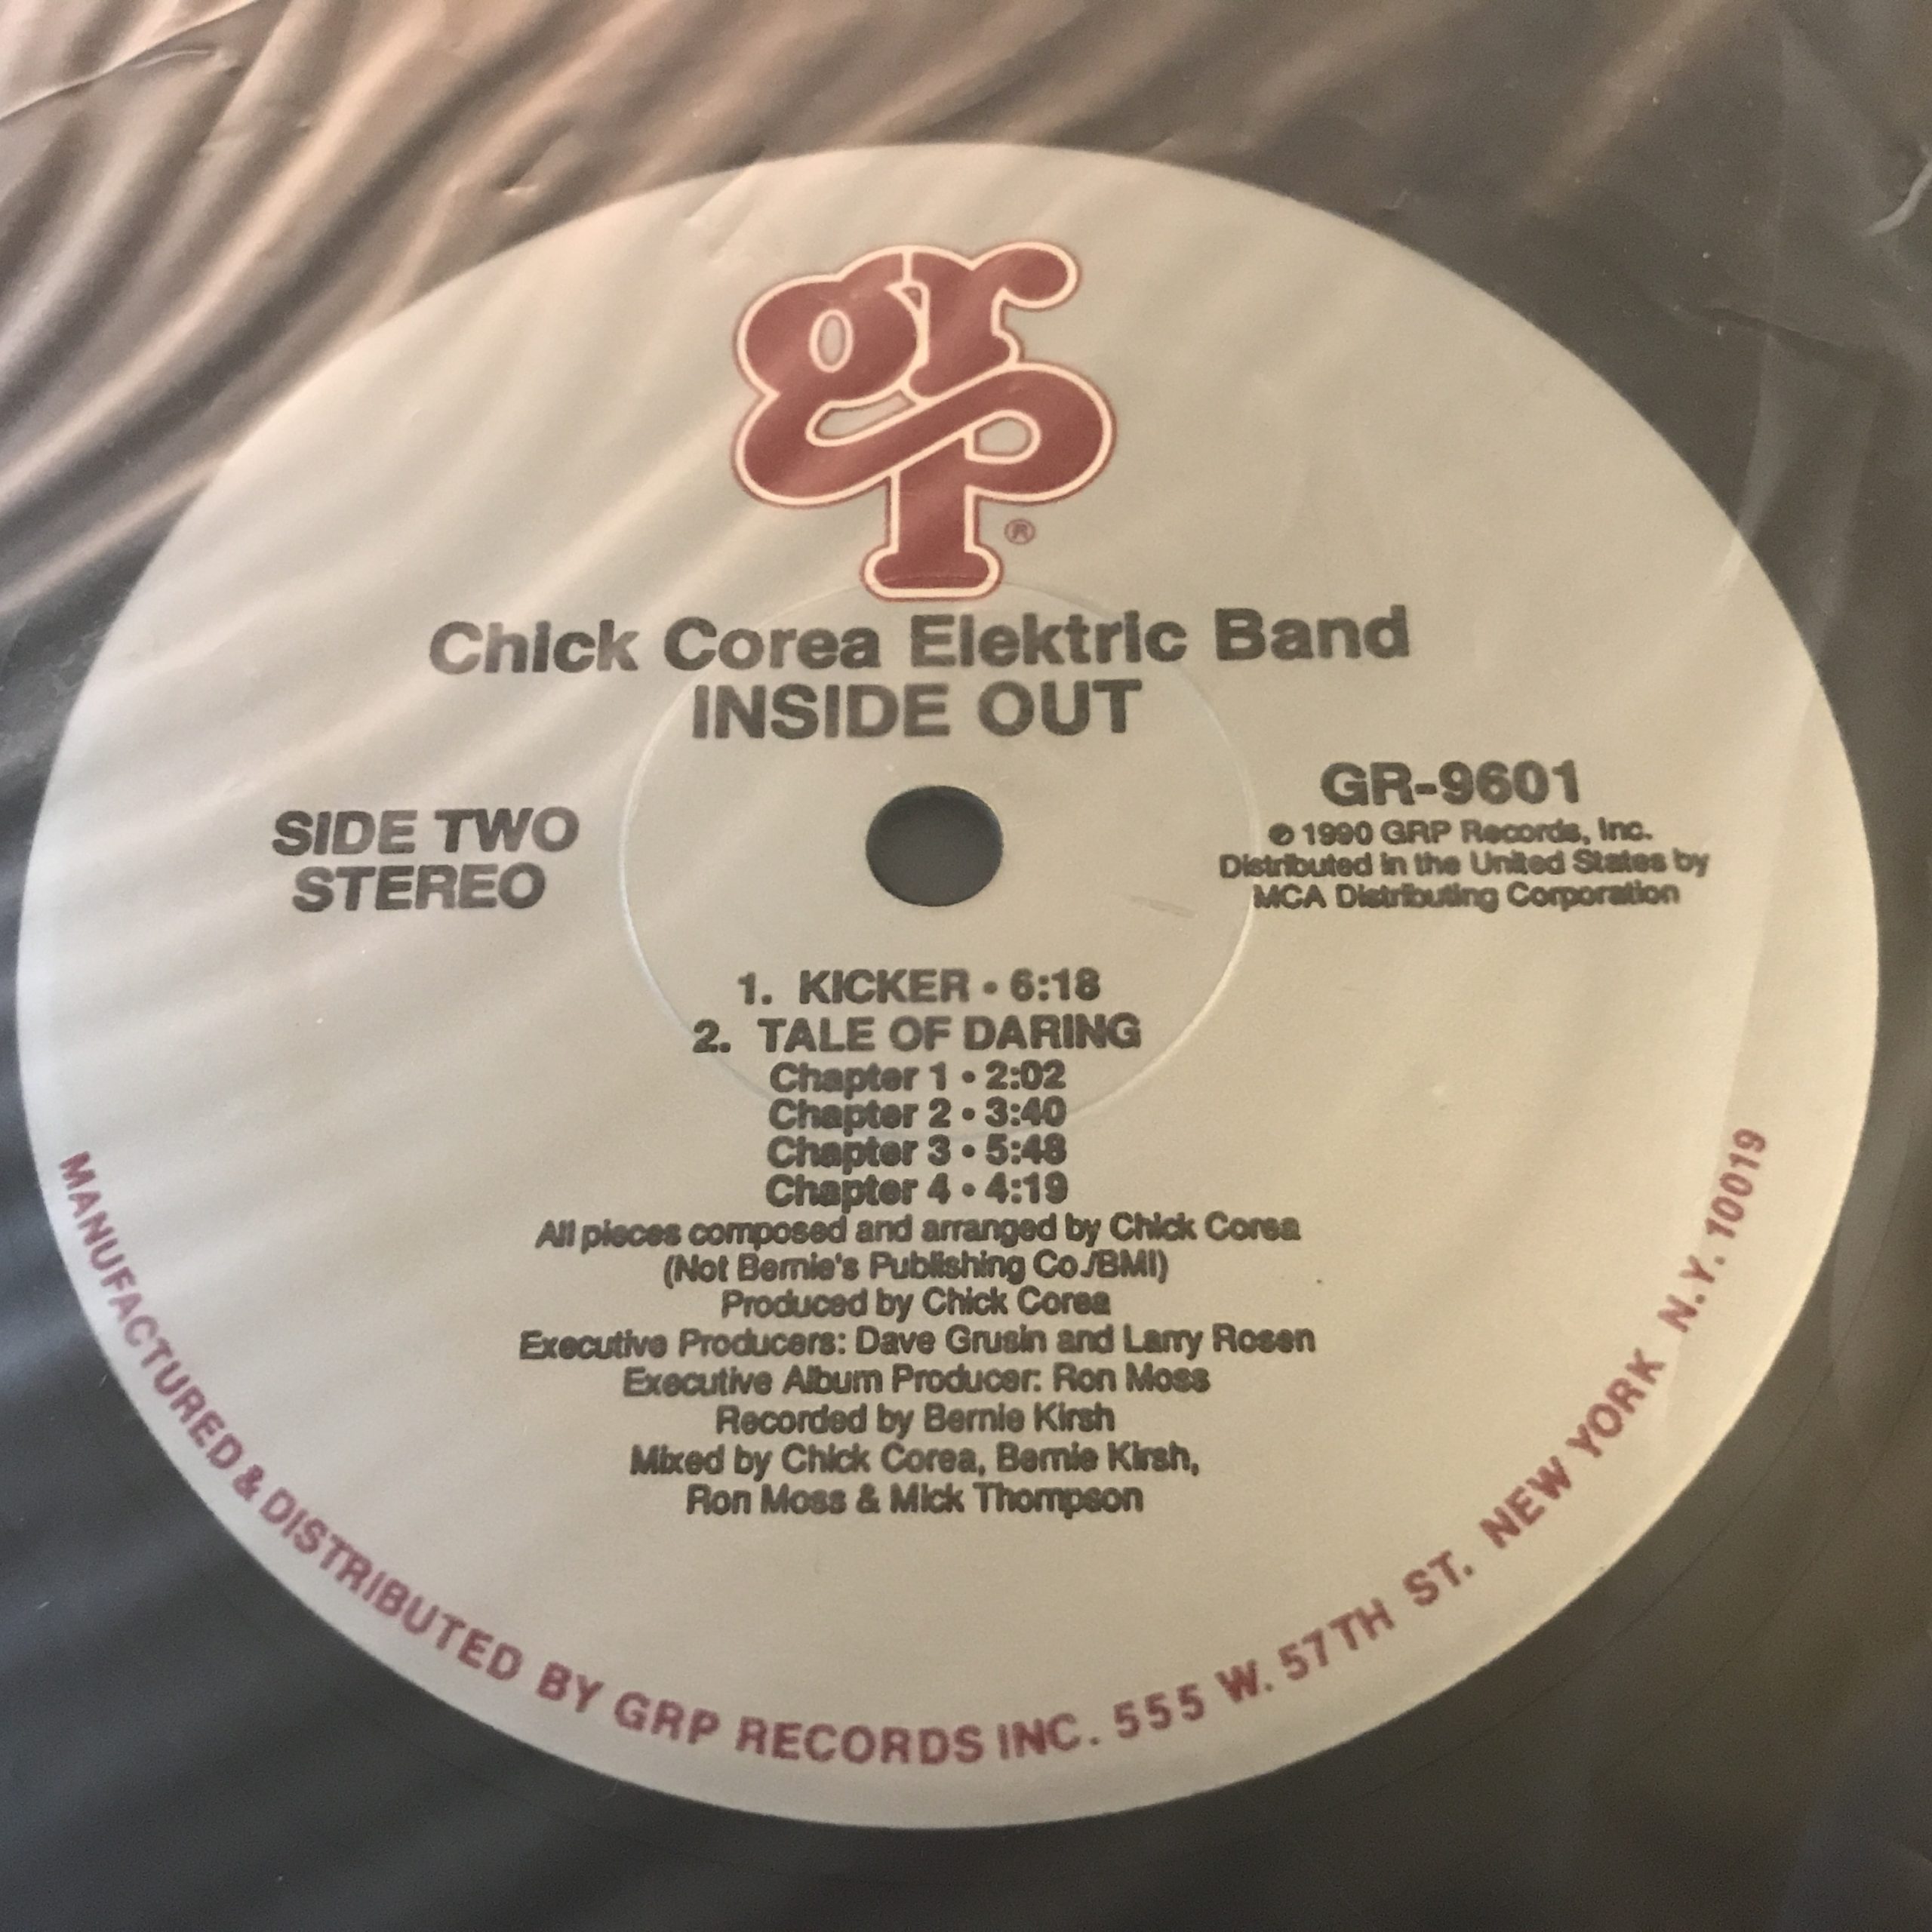 grp®
Chick Corea Elektric Band
INSIDE OUT
SIDE TWO
STEREO
GR-9601
℗ 1990 GRP Records, Inc.
Distributed in the United States by
MCA Distributing Corporation
1. KICKER • 6:18
2. TALE OF DARING
Chapter 1 • 2:02
Chapter 2 • 3:40
Chapter 3 • 5:48
Chapter 4 • 4:19
All pieces composed and arranged by Chick Corea
(Not Bernie's Publishing Co./BMI)
Produced by Chick Corea
Executive Producers: Dave Grusin and Larry Rosen
Executive Album Producer: Ron Moss
Recorded by Bernie Kirsh
Mixed by Chick Corea, Bernie Kirsh,
Ron Moss & Mick Thompson
MANUFACTURED & DISTRIBUTED BY GRP RECORDS INC. 555 W. 57TH ST. NEW YORK N.Y. 10019